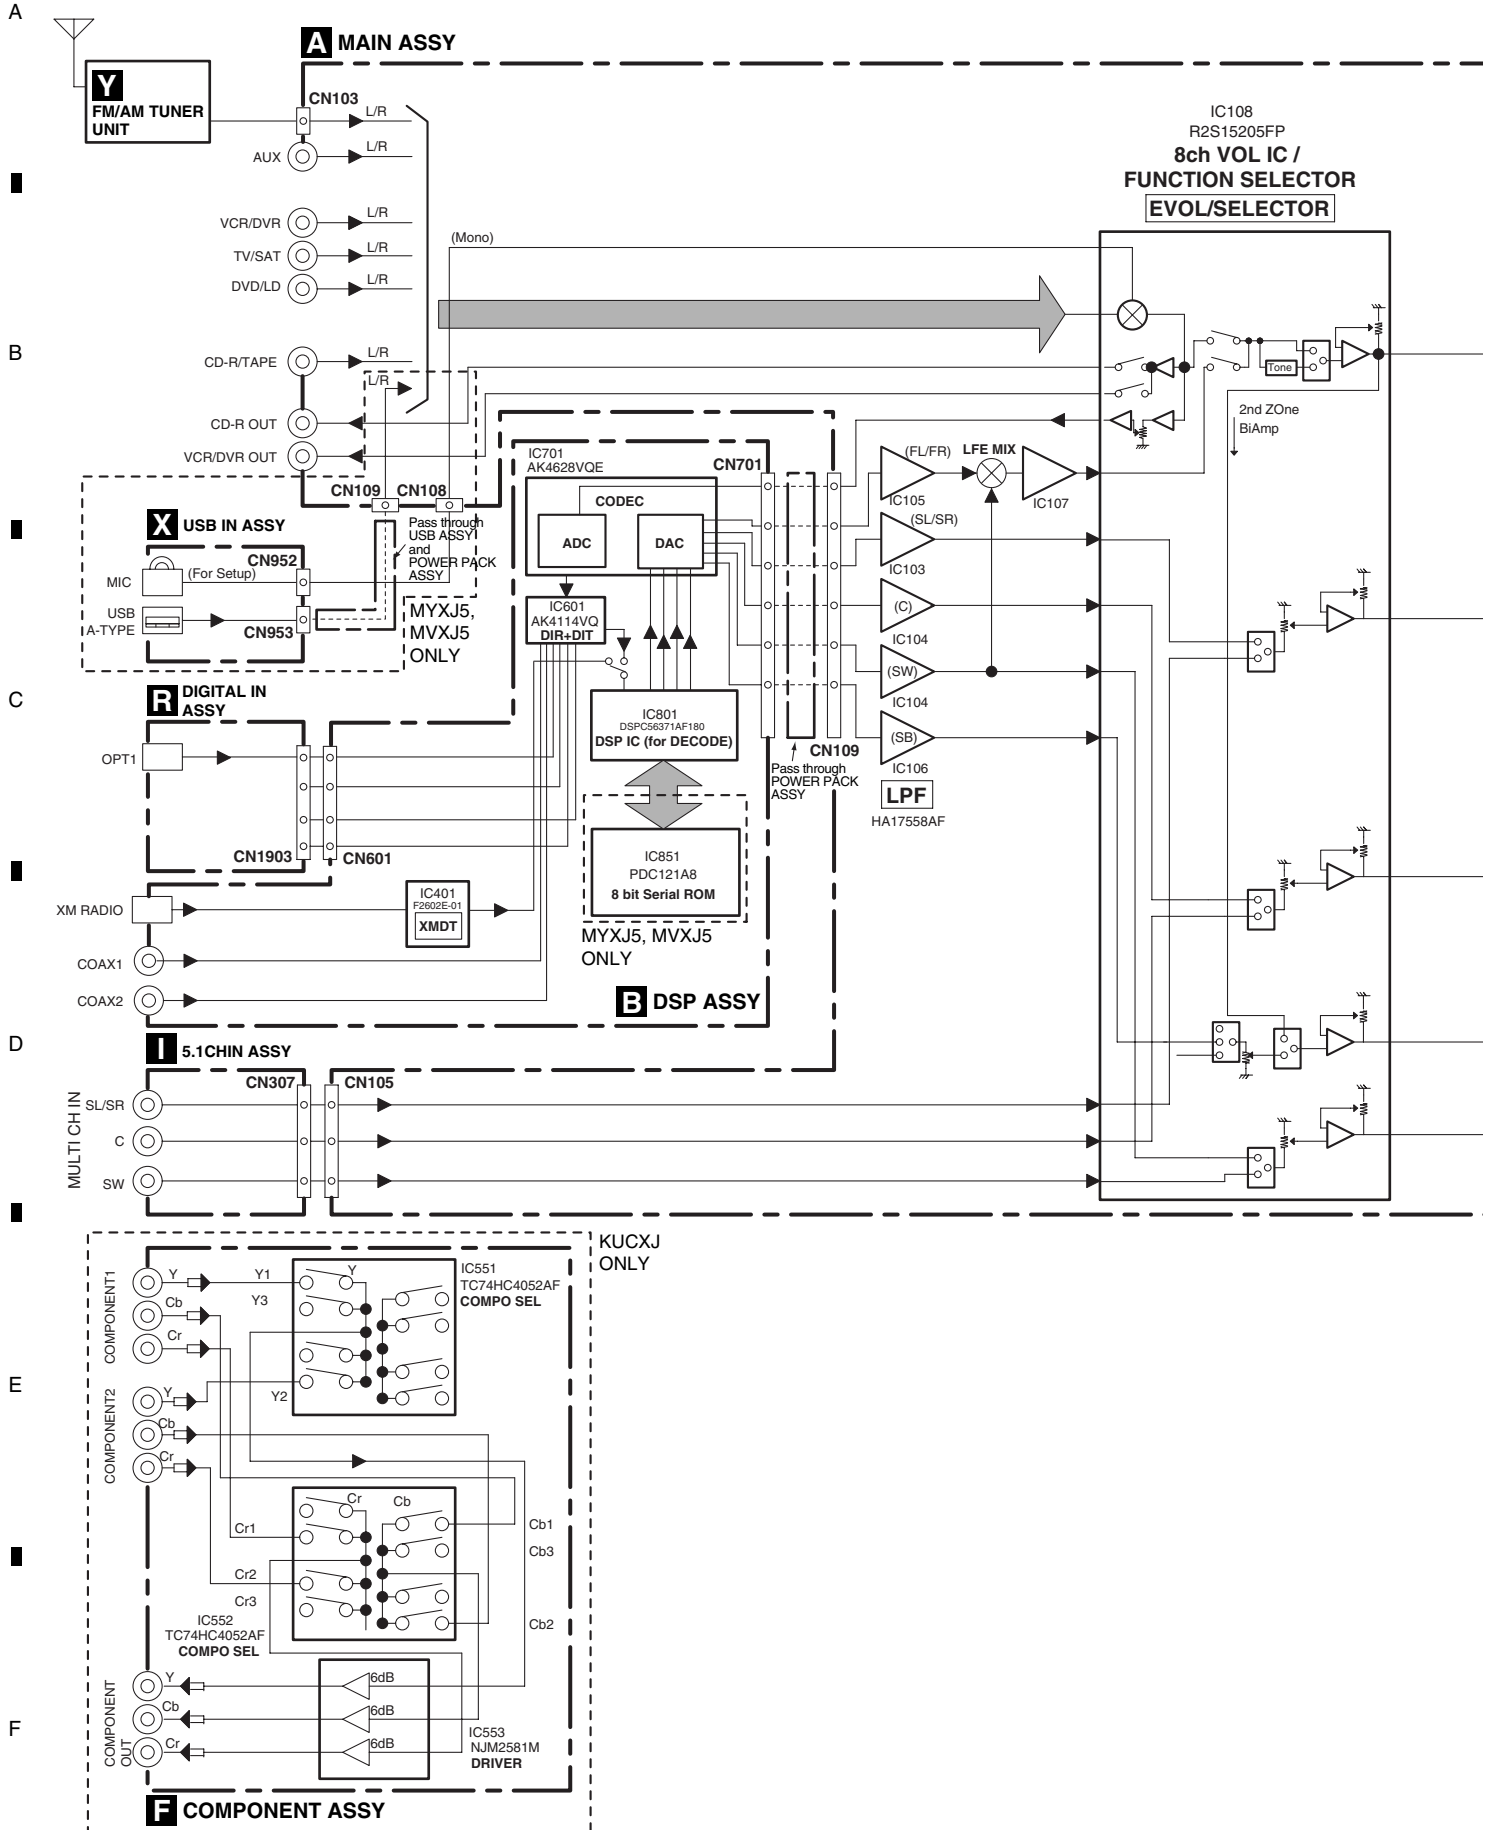 A
A MAIN ASSY
Y
FM/AM TUNER
UNIT
CN103
L/R
AUX
L/R
VCR/DVR
L/R
TV/SAT
L/R
DVD/LD
L/R
(Mono)
IC108
R2S15205FP
8ch VOL IC /
FUNCTION SELECTOR
EVOL/SELECTOR
B
CD-R/TAPE
L/R
L/R
CD-R OUT
VCR/DVR OUT
Tone
2nd ZOne
BiAmp
CN109
CN108
Pass through
USB ASSY
and
POWER PACK
ASSY
X USB IN ASSY
CN952
MIC
(For Setup)
USB
A-TYPE
CN953
MYXJ5,
MVXJ5
ONLY
IC701
AK4628VQE
CN701
CODEC
ADC
DAC
IC601
AK4114VQ
DIR+DIT
(FL/FR)
LFE MIX
IC105
IC107
(SL/SR)
IC103
(C)
IC104
(SW)
IC104
(SB)
IC106
LPF
HA17558AF
C
R DIGITAL IN
ASSY
OPT1
CN1903
CN601
IC801
DSPC56371AF180
DSP IC (for DECODE)
CN109
Pass through
POWER PACK
ASSY
IC851
PDC121A8
8 bit Serial ROM
MYXJ5, MVXJ5
ONLY
XM RADIO
IC401
F2602E-01
XMDT
COAX1
COAX2
B DSP ASSY
D
I 5.1CHIN ASSY
CN307
CN105
MULTI CH IN
SL/SR
C
SW
KUCXJ
ONLY
COMPONENT1
Y
Cb
Cr
Y1
Y3
Y
IC551
TC74HC4052AF
COMPO SEL
E
COMPONENT2
Y
Cb
Cr
Y2
Cr
Cb
Cr1
Cb1
Cb3
Cr2
Cr3
Cb2
IC552
TC74HC4052AF
COMPO SEL
F
COMPONENT
OUT
Y
Cb
Cr
6dB
6dB
6dB
IC553
NJM2581M
DRIVER
F COMPONENT ASSY